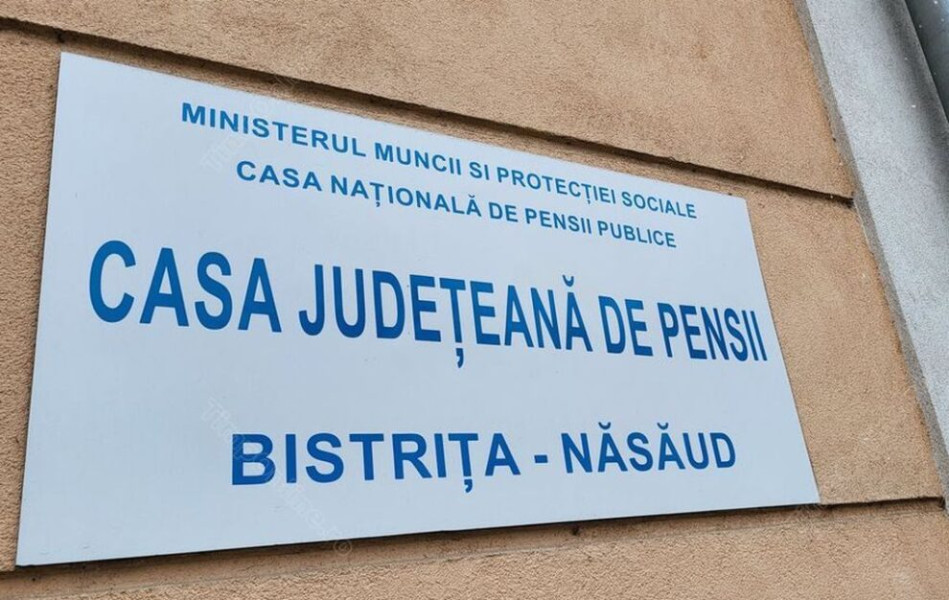 MINISTERUL MUNCII SI PROTECȚIEI SOCIALE
CASA NAȚIONALĂ DE PENSII PUBLICE
CASA JUDEȚEANĂ DE PENSII
BISTRIȚA - NĂSĂUD